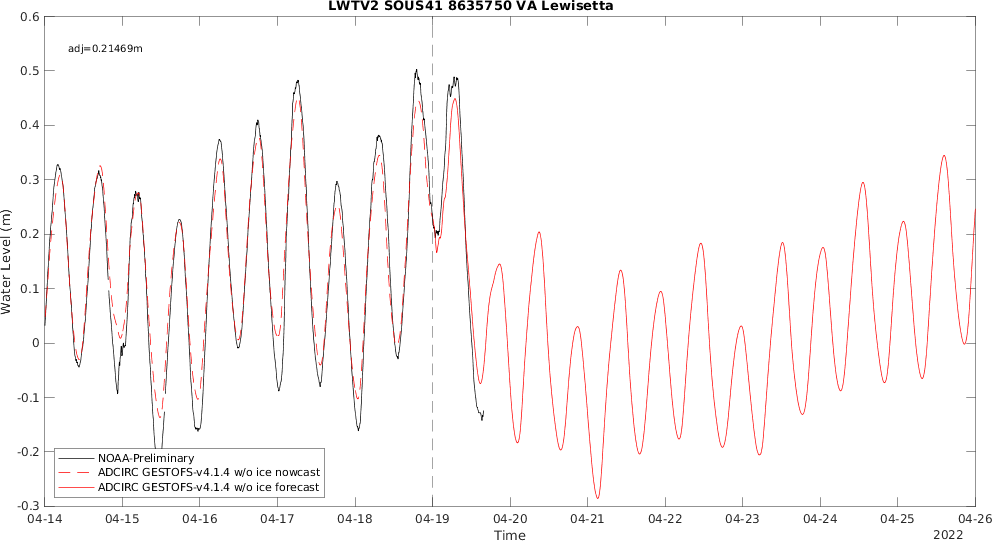 LWTV2 SOUS41 8635750 VA Lewisetta
adj=0.21469m
0.6
0.5
0.4
0.3
0.2
0.1
0
-0.1
-0.2
-0.3
Water Level (m)
NOAA-Preliminary
ADCIRC GESTOFS-v4.1.4 w/o ice nowcast
ADCIRC GESTOFS-v4.1.4 w/o ice forecast
04-14 04-15 04-16 04-17 04-18 04-19 04-20 04-21 04-22 04-23 04-24 04-25 04-26
Time
2022